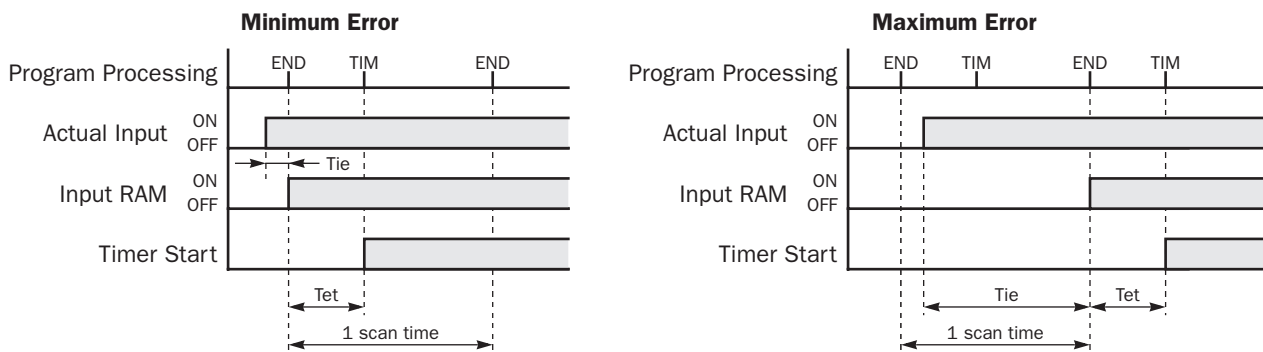 Minimum Error
END TIM END
Program Processing
Actual Input ON
OFF
Tie
Input RAM ON
OFF
Timer Start
Tet
1 scan time
Maximum Error
END TIM END TIM
Program Processing
Actual Input ON
OFF
Input RAM ON
OFF
Timer Start
Tie Tet
1 scan time